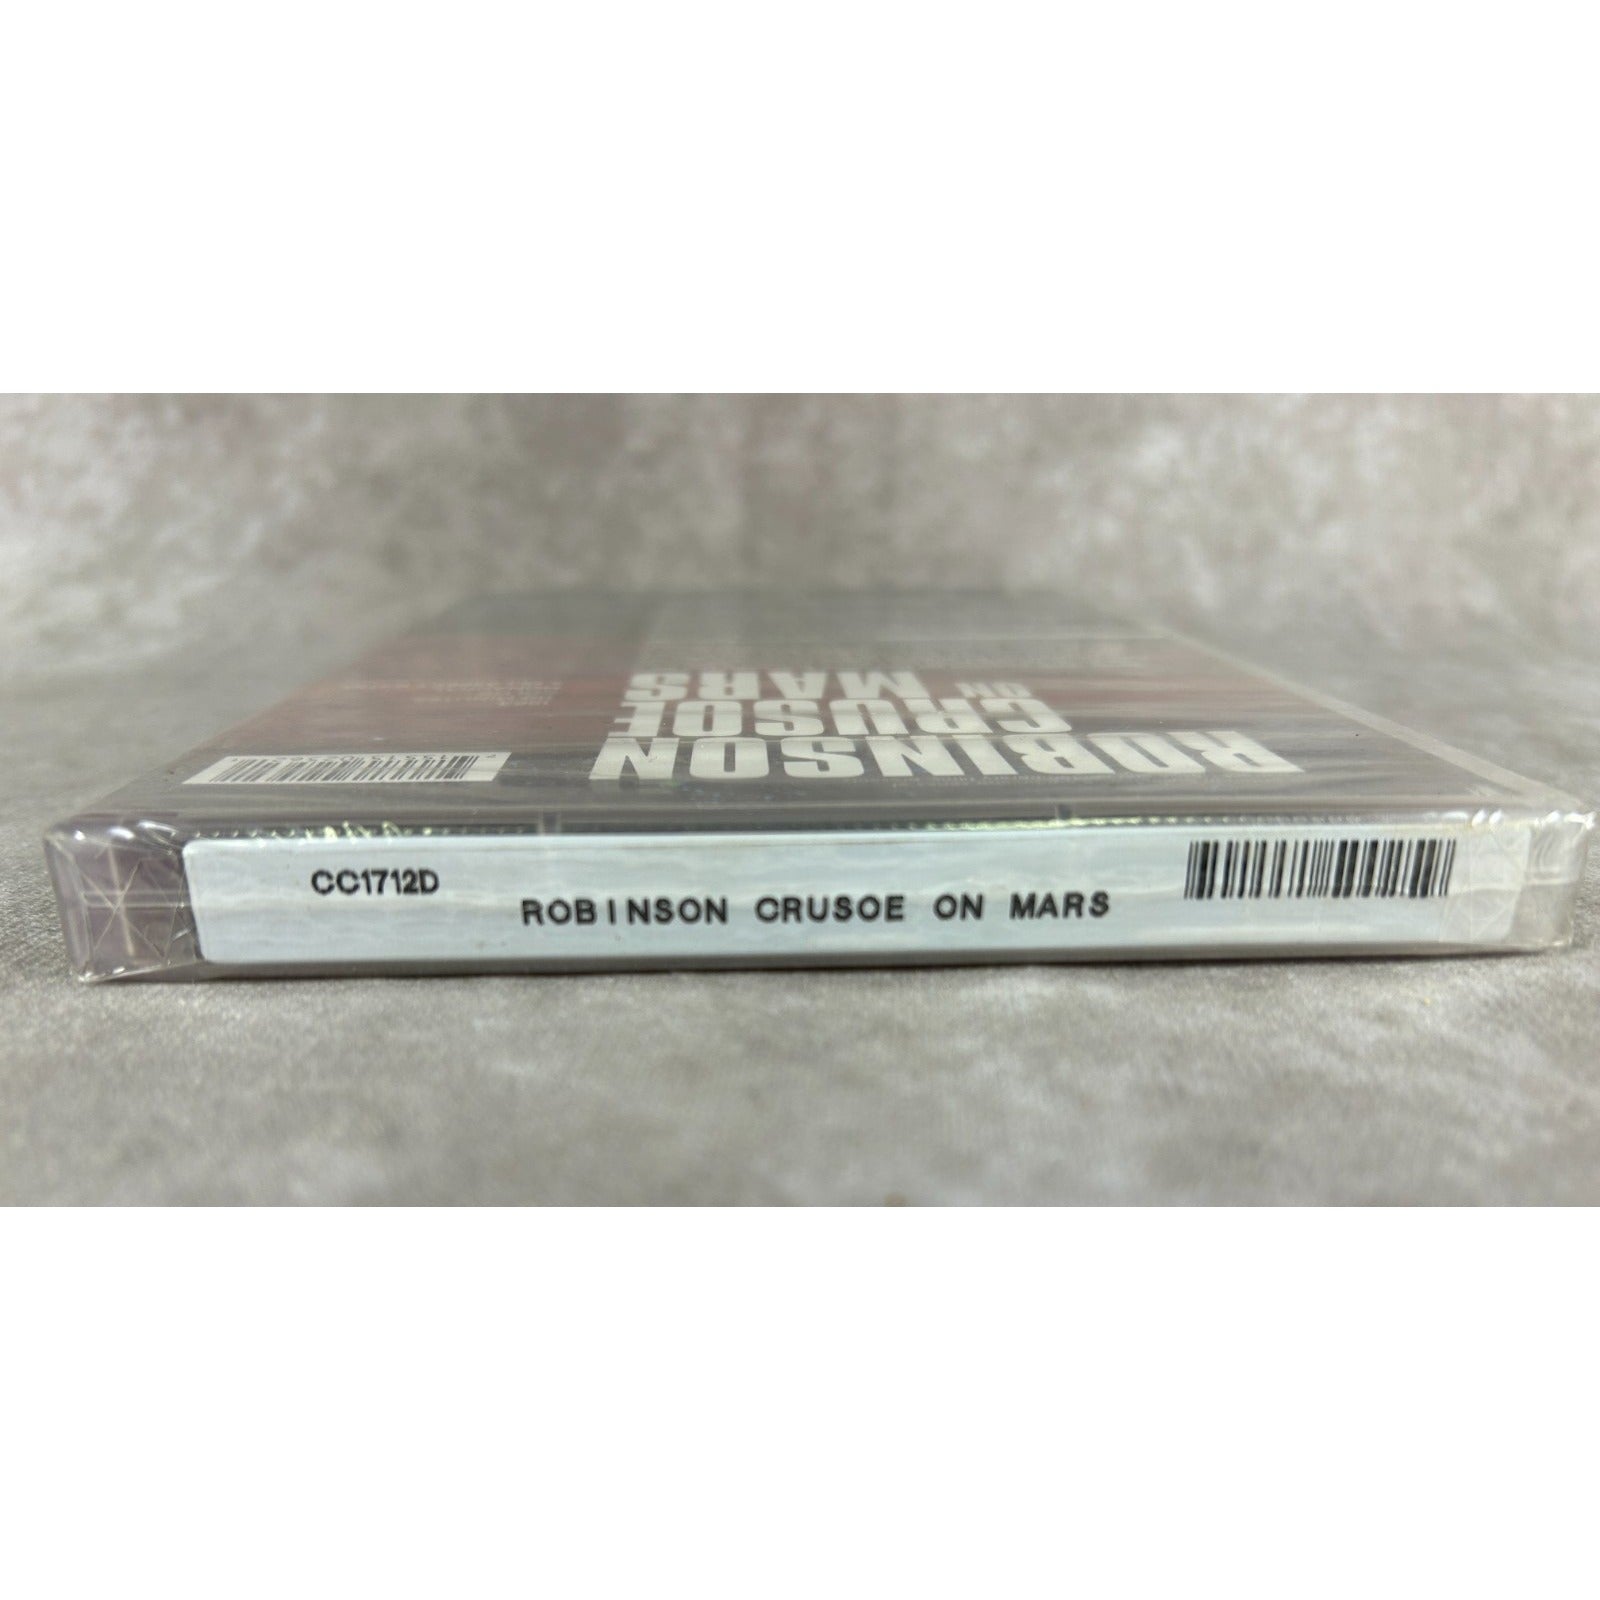 ROBINSON
CRUSOE
ON MARS
CC1712D
ROBINSON CRUSOE ON MARS